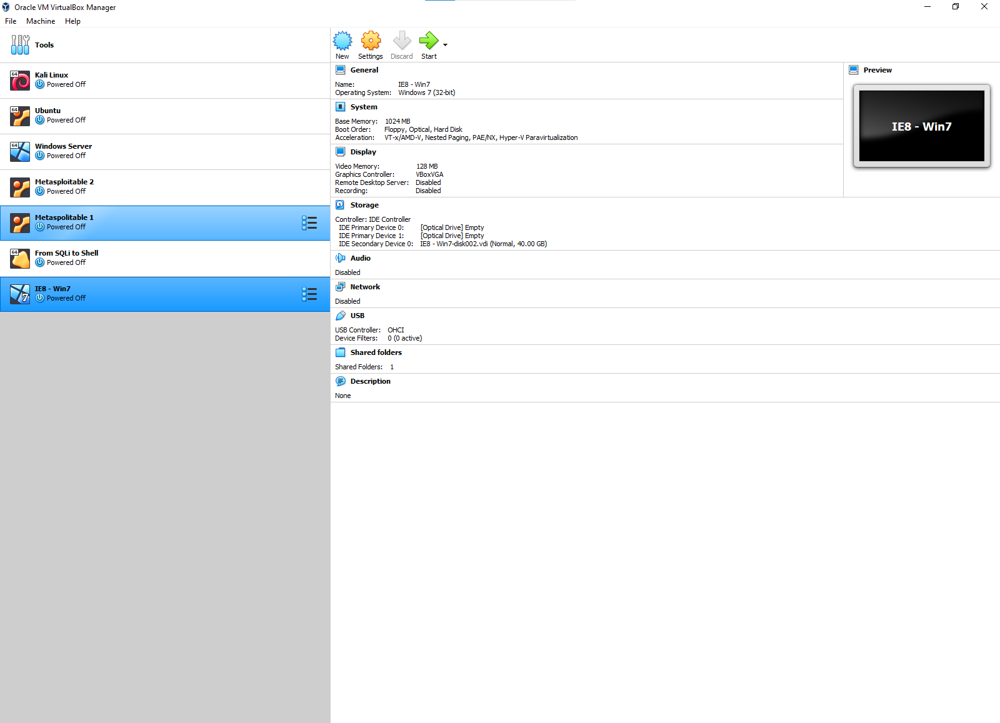 Oracle VM VirtualBox Manager
File Machine Help
Tools
64
Kali Linux
Powered Off
64
Ubuntu
Powered Off
64
Windows Server
Powered Off
Metasploitable 2
Powered Off
Metaspolitable 1
Powered Off
64
From SQLi to Shell
Powered Off
7
IE8 - Win7
Powered Off
New Settings Discard Start
General
Name: IE8 - Win7
Operating System: Windows 7 (32-bit)
System
Base Memory: 1024 MB
Boot Order: Floppy, Optical, Hard Disk
Acceleration: VT-x/AMD-V, Nested Paging, PAE/NX, Hyper-V Paravirtualization
Display
Video Memory: 128 MB
Graphics Controller: VBoxVGA
Remote Desktop Server: Disabled
Recording: Disabled
Preview
IE8 - Win7
Storage
Controller: IDE Controller
IDE Primary Device 0: [Optical Drive] Empty
IDE Primary Device 1: [Optical Drive] Empty
IDE Secondary Device 0: IE8 - Win7-disk002.vdi (Normal, 40.00 GB)
Audio
Disabled
Network
Disabled
USB
USB Controller: OHCI
Device Filters: 0 (0 active)
Shared folders
Shared Folders: 1
Description
None